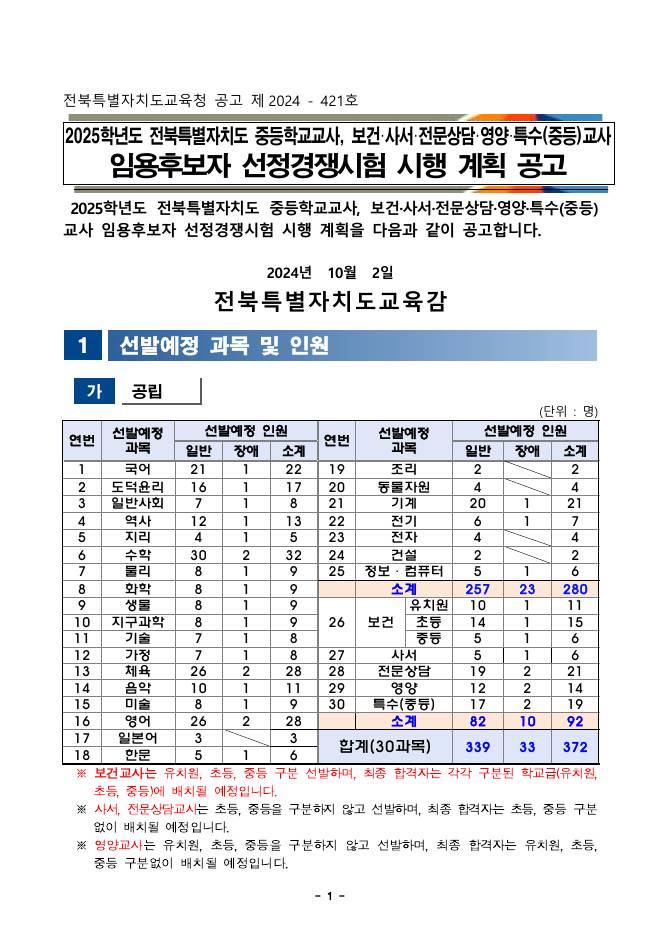 전북특별자치도교육청 공고 제 2024 - 421호
2025학년도 전북특별자치도 중등학교교사, 보건·사서·전문상담·영양·특수(중등)교사
임용후보자 선정경쟁시험 시행 계획 공고
2025학년도 전북특별자치도 중등학교교사, 보건·사서·전문상담·영양·특수(중등)
교사 임용후보자 선정경쟁시험 시행 계획을 다음과 같이 공고합니다.
2024년 10월 2일
전북특별자치도교육감
1 선발예정 과목 및 인원
가 공립
(단위 : 명)
연번 선발예정 과목 선발예정 인원 연번 선발예정 과목 선발예정 인원
일반 장애 소계 일반 장애 소계
1 국어 21 1 22 19 조리 2 2
2 도덕윤리 16 1 17 20 동물자원 4 4
3 일반사회 7 1 8 21 기계 20 1 21
4 역사 12 1 13 22 전기 6 1 7
5 지리 4 1 5 23 전자 4 4
6 수학 30 2 32 24 건설 2 2
7 물리 8 1 9 25 정보·컴퓨터 5 1 6
8 화학 8 1 9 소계 257 23 280
9 생물 8 1 9 26 보건 유치원 10 1 11
10 지구과학 8 1 9 초등 14 1 15
11 기술 7 1 8 중등 5 1 6
12 가정 7 1 8 27 사서 5 1 6
13 체육 26 2 28 28 전문상담 19 2 21
14 음악 10 1 11 29 영양 12 2 14
15 미술 8 1 9 30 특수(중등) 17 2 19
16 영어 26 2 28 소계 82 10 92
17 일본어 3 3 합계(30과목) 339 33 372
18 한문 5 1 6
※ 보건교사는 유치원, 초등, 중등 구분 선발하며, 최종 합격자는 각각 구분된 학교급(유치원,
초등, 중등)에 배치될 예정입니다.
※ 사서, 전문상담교사는 초등, 중등을 구분하지 않고 선발하며, 최종 합격자는 초등, 중등 구분
없이 배치될 예정입니다.
※ 영양교사는 유치원, 초등, 중등을 구분하지 않고 선발하며, 최종 합격자는 유치원, 초등,
중등 구분없이 배치될 예정입니다.
- 1 -